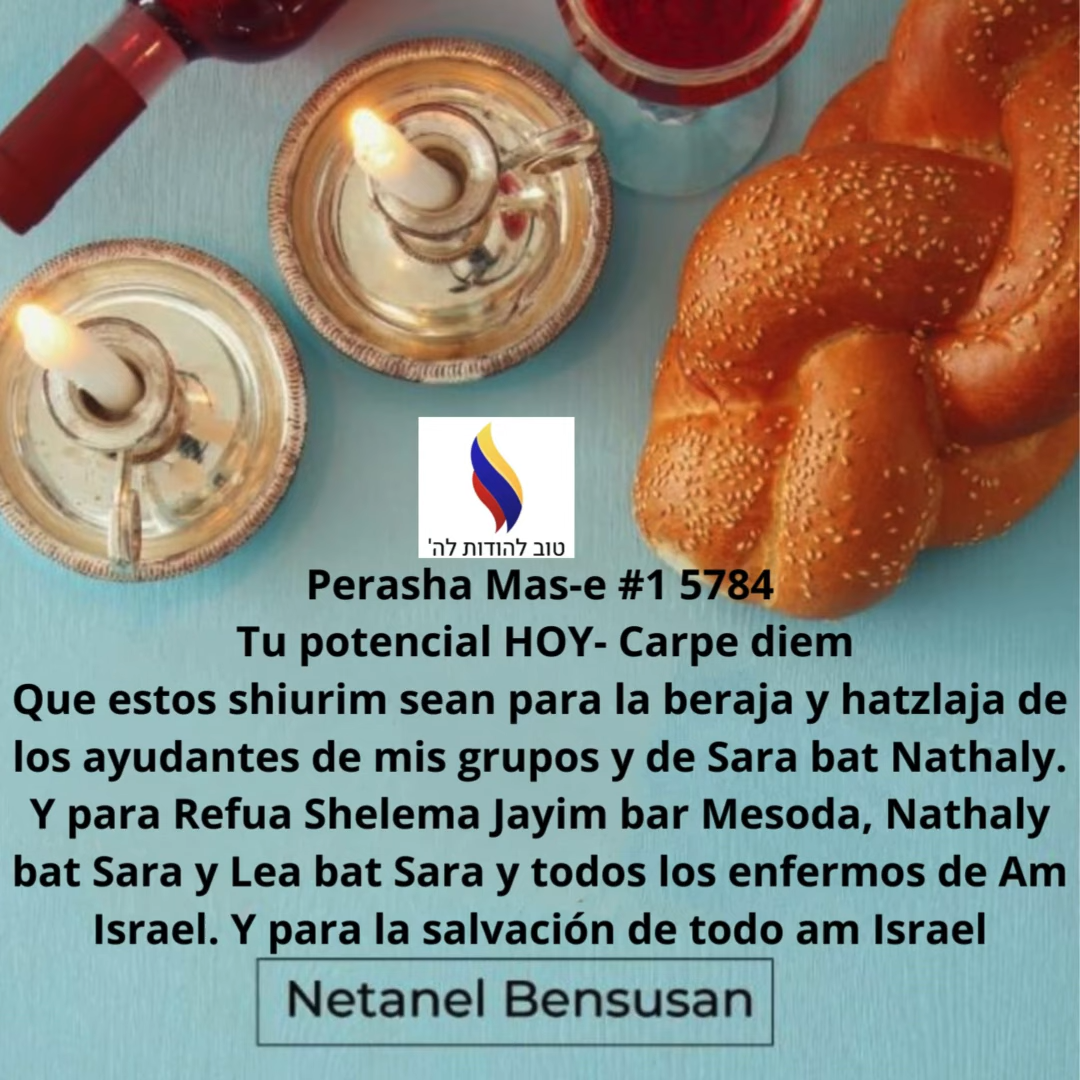 טוב להודות לה'
Perasha Mas-e #1 5784
Tu potencial HOY- Carpe diem
Que estos shiurim sean para la beraja y hatzlaja de
los ayudantes de mis grupos y de Sara bat Nathaly.
Y para Refua Shelema Jayim bar Mesoda, Nathaly
bat Sara y Lea bat Sara y todos los enfermos de Am
Israel. Y para la salvación de todo am Israel
Netanel Bensusan